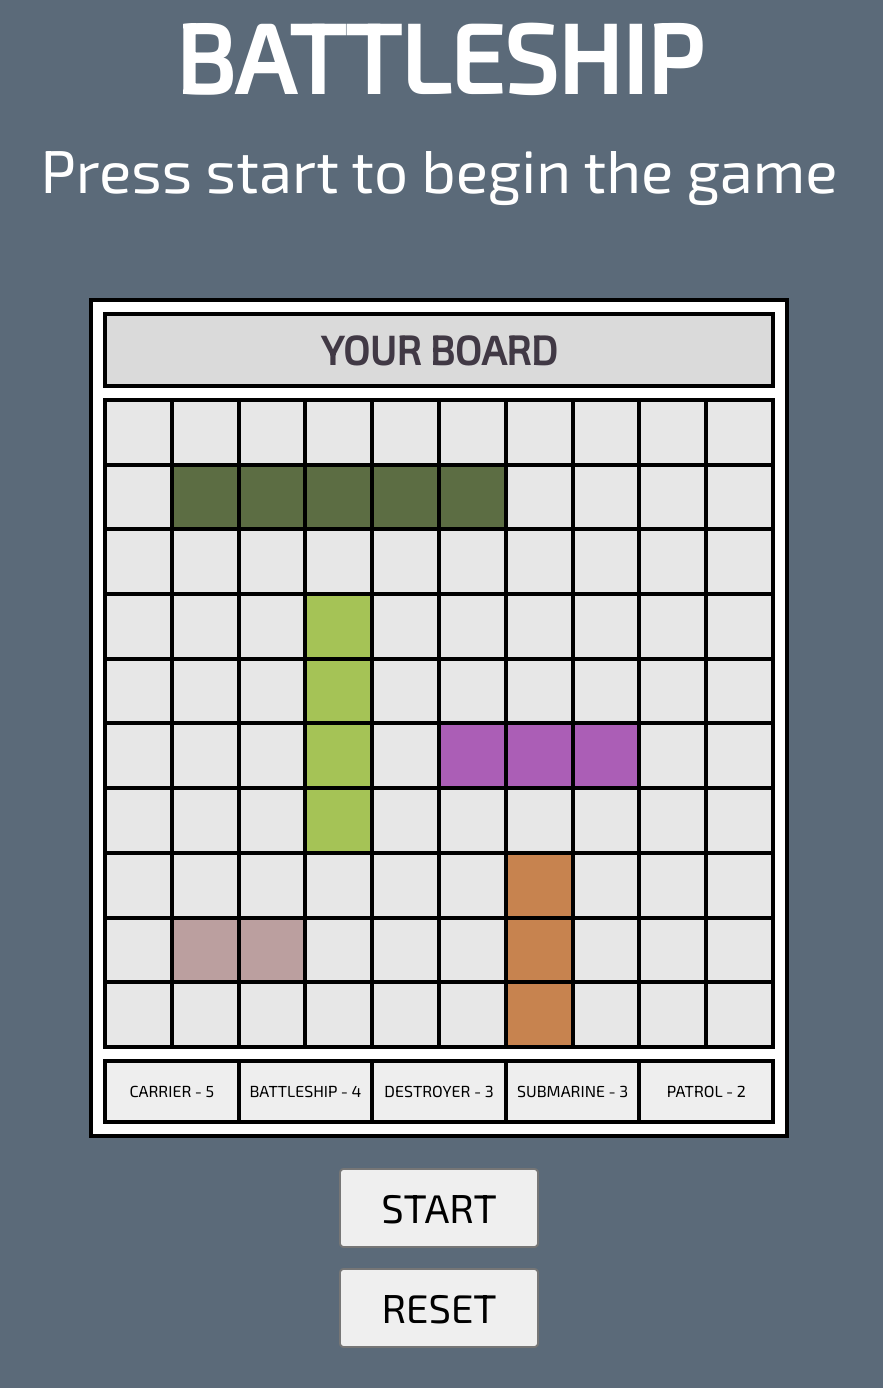 BATTLESHIP
Press start to begin the game
YOUR BOARD
CARRIER - 5 BATTLESHIP - 4 DESTROYER - 3 SUBMARINE - 3 PATROL - 2
START
RESET